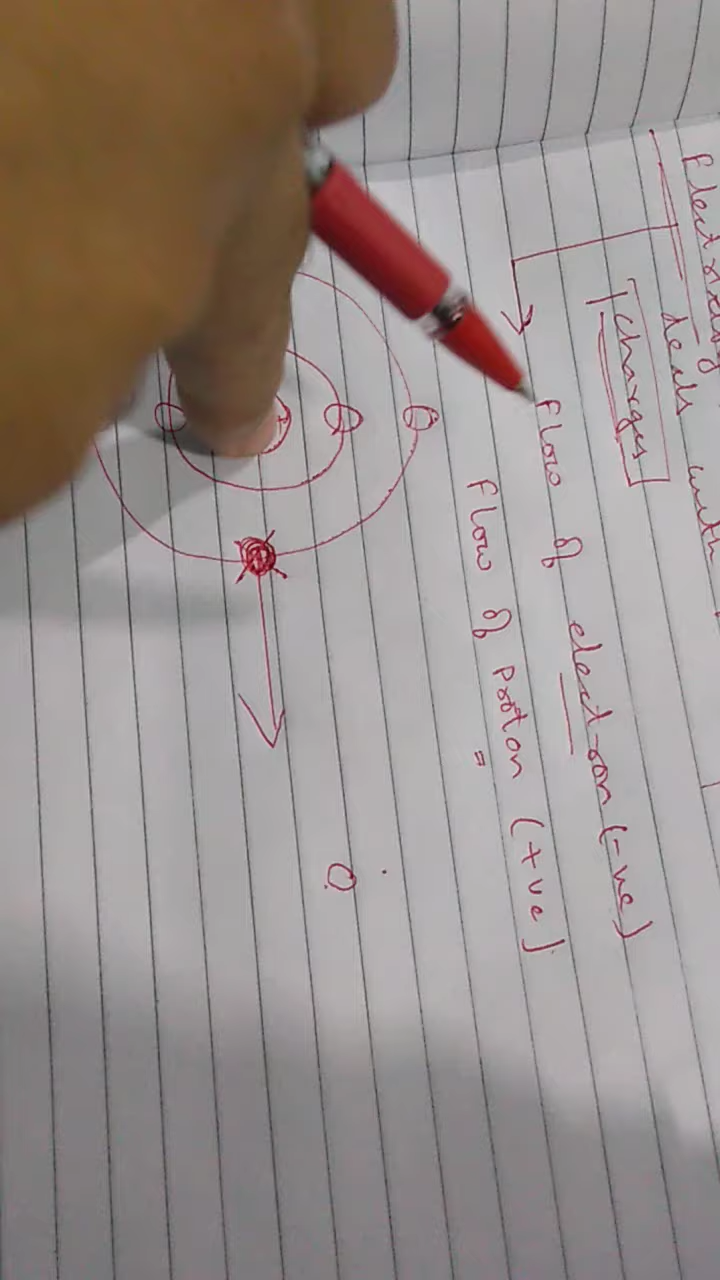 Electricity deals with
charges
flow of electron (-ve)
flow of proton (+ve)